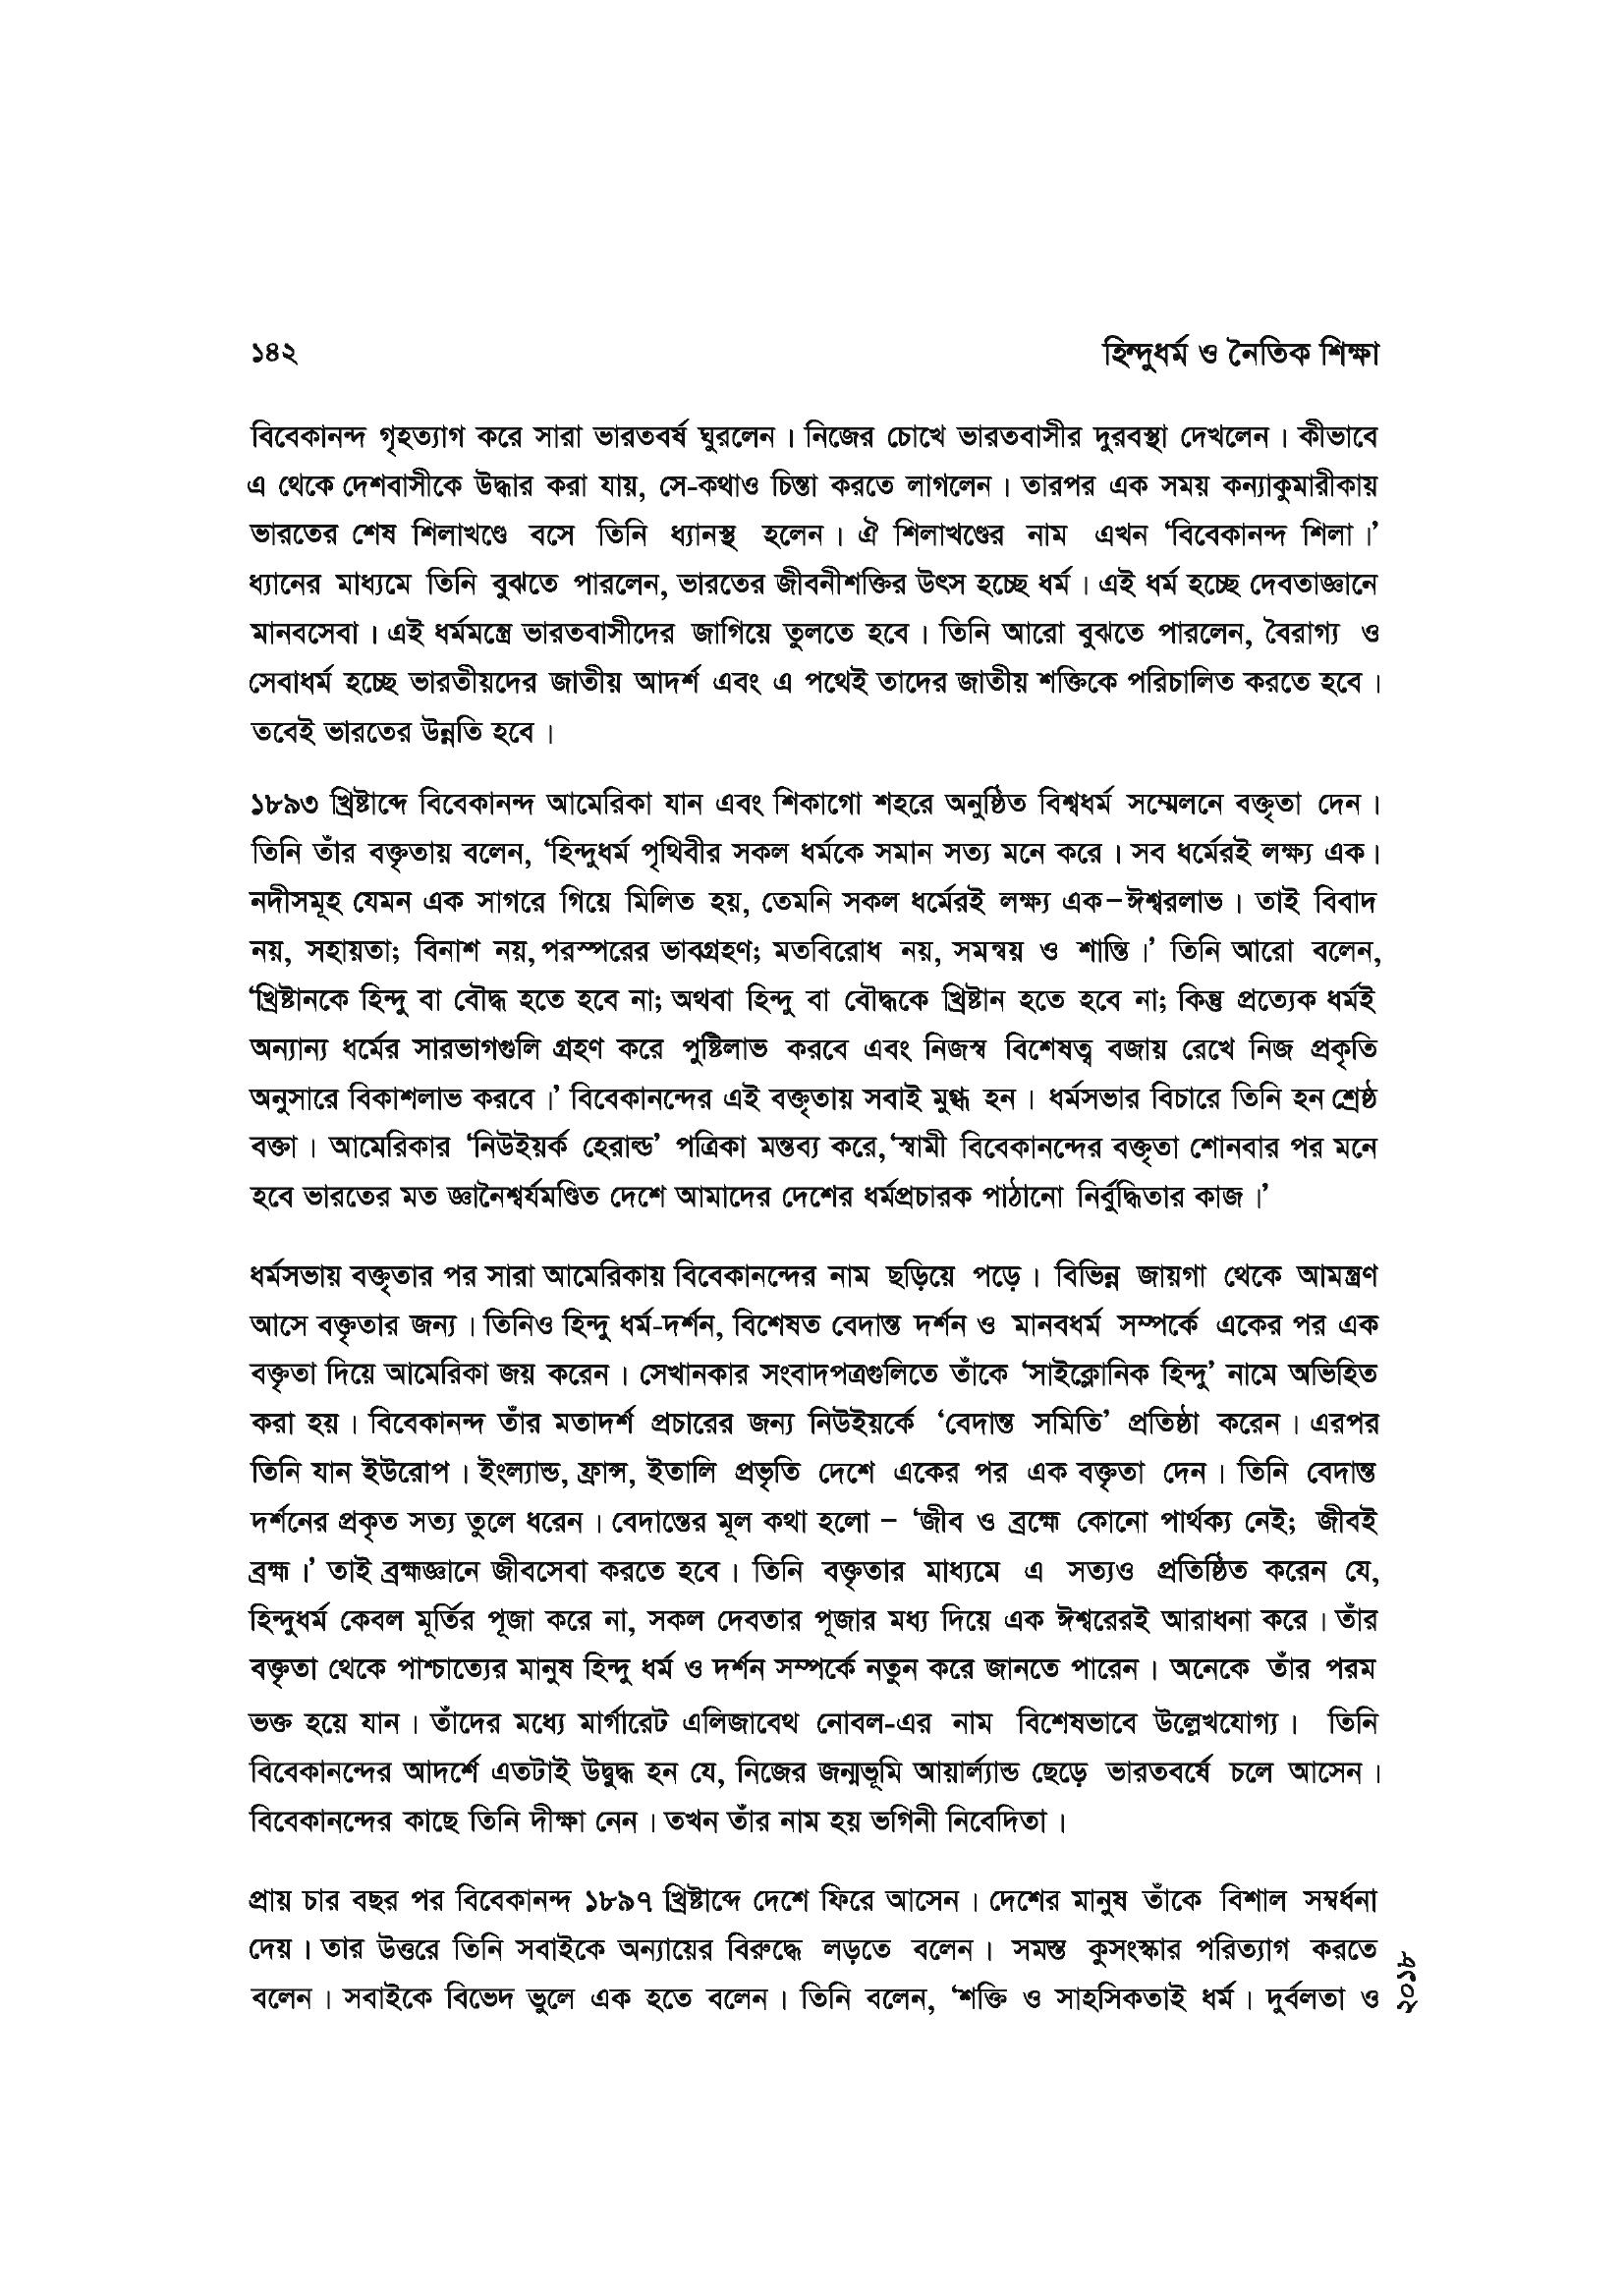 ১৪২
হিন্দুধর্ম ও নৈতিক শিক্ষা
বিবেকানন্দ গৃহত্যাগ করে সারা ভারতবর্ষ ঘুরলেন। নিজের চোখে ভারতবাসীর দুরবস্থা দেখলেন। কীভাবে
এ থেকে দেশবাসীকে উদ্ধার করা যায়, সে-কথাও চিন্তা করতে লাগলেন। তারপর এক সময় কন্যাকুমারীকায়
ভারতের শেষ শিলাখণ্ডে বসে তিনি ধ্যানস্থ হলেন। ঐ শিলাখণ্ডের নাম এখন ‘বিবেকানন্দ শিলা।’
ধ্যানের মাধ্যমে তিনি বুঝতে পারলেন, ভারতের জীবনীশক্তির উৎস হচ্ছে ধর্ম। এই ধর্ম হচ্ছে দেবতাজ্ঞানে
মানবসেবা। এই ধর্মমন্ত্রে ভারতবাসীদের জাগিয়ে তুলতে হবে। তিনি আরো বুঝতে পারলেন, বৈরাগ্য ও
সেবাধর্ম হচ্ছে ভারতীয়দের জাতীয় আদর্শ এবং এ পথেই তাদের জাতীয় শক্তিকে পরিচালিত করতে হবে।
তবেই ভারতের উন্নতি হবে।
১৮৯৩ খ্রিষ্টাব্দে বিবেকানন্দ আমেরিকা যান এবং শিকাগো শহরে অনুষ্ঠিত বিশ্বধর্ম সম্মেলনে বক্তৃতা দেন।
তিনি তাঁর বক্তৃতায় বলেন, ‘হিন্দুধর্ম পৃথিবীর সকল ধর্মকে সমান সত্য মনে করে। সব ধর্মেরই লক্ষ্য এক।
নদীসমূহ যেমন এক সাগরে গিয়ে মিলিত হয়, তেমনি সকল ধর্মেরই লক্ষ্য এক–ঈশ্বরলাভ। তাই বিবাদ
নয়, সহায়তা; বিনাশ নয়, পরস্পরের ভাবগ্রহণ; মতবিরোধ নয়, সমন্বয় ও শান্তি।’ তিনি আরো বলেন,
‘খ্রিষ্টানকে হিন্দু বা বৌদ্ধ হতে হবে না; অথবা হিন্দু বা বৌদ্ধকে খ্রিষ্টান হতে হবে না; কিন্তু প্রত্যেক ধর্মই
অন্যান্য ধর্মের সারভাগগুলি গ্রহণ করে পুষ্টিলাভ করবে এবং নিজস্ব বিশেষত্ব বজায় রেখে নিজ প্রকৃতি
অনুসারে বিকাশলাভ করবে।’ বিবেকানন্দের এই বক্তৃতায় সবাই মুগ্ধ হন। ধর্মসভার বিচারে তিনি হন শ্রেষ্ঠ
বক্তা। আমেরিকার ‘নিউইয়র্ক হেরাল্ড’ পত্রিকা মন্তব্য করে, ‘স্বামী বিবেকানন্দের বক্তৃতা শোনবার পর মনে
হবে ভারতের মত জ্ঞানৈশ্বর্যমণ্ডিত দেশে আমাদের দেশের ধর্মপ্রচারক পাঠানো নির্বুদ্ধিতার কাজ।’
ধর্মসভায় বক্তৃতার পর সারা আমেরিকায় বিবেকানন্দের নাম ছড়িয়ে পড়ে। বিভিন্ন জায়গা থেকে আমন্ত্রণ
আসে বক্তৃতার জন্য। তিনিও হিন্দু ধর্ম-দর্শন, বিশেষত বেদান্ত দর্শন ও মানবধর্ম সম্পর্কে একের পর এক
বক্তৃতা দিয়ে আমেরিকা জয় করেন। সেখানকার সংবাদপত্রগুলিতে তাঁকে ‘সাইক্লোনিক হিন্দু’ নামে অভিহিত
করা হয়। বিবেকানন্দ তাঁর মতাদর্শ প্রচারের জন্য নিউইয়র্কে ‘বেদান্ত সমিতি’ প্রতিষ্ঠা করেন। এরপর
তিনি যান ইউরোপ। ইংল্যান্ড, ফ্রান্স, ইতালি প্রভৃতি দেশে একের পর এক বক্তৃতা দেন। তিনি বেদান্ত
দর্শনের প্রকৃত সত্য তুলে ধরেন। বেদান্তের মূল কথা হলো – ‘জীব ও ব্রহ্মে কোনো পার্থক্য নেই; জীবই
ব্রহ্ম।’ তাই ব্রহ্মজ্ঞানে জীবসেবা করতে হবে। তিনি বক্তৃতার মাধ্যমে এ সত্যও প্রতিষ্ঠিত করেন যে,
হিন্দুধর্ম কেবল মূর্তির পূজা করে না, সকল দেবতার পূজার মধ্য দিয়ে এক ঈশ্বরেরই আরাধনা করে। তাঁর
বক্তৃতা থেকে পাশ্চাত্যের মানুষ হিন্দু ধর্ম ও দর্শন সম্পর্কে নতুন করে জানতে পারেন। অনেকে তাঁর পরম
ভক্ত হয়ে যান। তাঁদের মধ্যে মার্গারেট এলিজাবেথ নোবল-এর নাম বিশেষভাবে উল্লেখযোগ্য। তিনি
বিবেকানন্দের আদর্শে এতটাই উদ্বুদ্ধ হন যে, নিজের জন্মভূমি আয়ার্ল্যান্ড ছেড়ে ভারতবর্ষে চলে আসেন।
বিবেকানন্দের কাছে তিনি দীক্ষা নেন। তখন তাঁর নাম হয় ভগিনী নিবেদিতা।
প্রায় চার বছর পর বিবেকানন্দ ১৮৯৭ খ্রিষ্টাব্দে দেশে ফিরে আসেন। দেশের মানুষ তাঁকে বিশাল সম্বর্ধনা
দেয়। তার উত্তরে তিনি সবাইকে অন্যায়ের বিরুদ্ধে লড়তে বলেন। সমস্ত কুসংস্কার পরিত্যাগ করতে
বলেন। সবাইকে বিভেদ ভুলে এক হতে বলেন। তিনি বলেন, ‘শক্তি ও সাহসিকতাই ধর্ম। দুর্বলতা ও
২০১৮